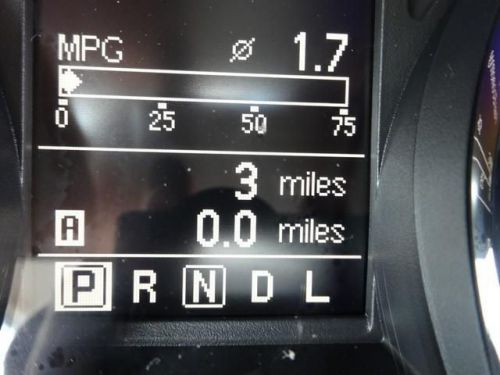 MPG ⌀ 1.7
0 25 50 75
3 miles
A 0.0 miles
P R N D L